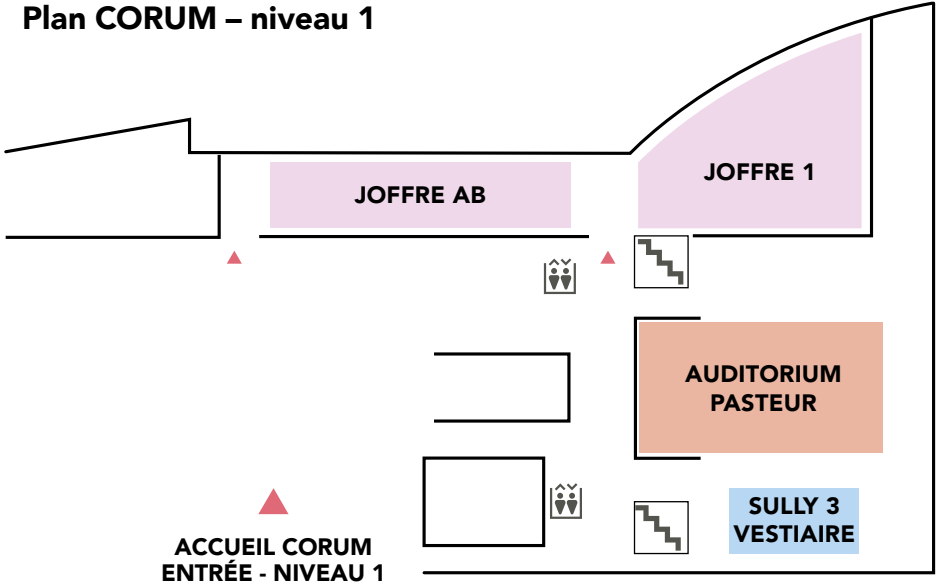 Plan CORUM – niveau 1
JOFFRE AB
JOFFRE 1
AUDITORIUM
PASTEUR
SULLY 3
VESTIAIRE
ACCUEIL CORUM
ENTRÉE - NIVEAU 1